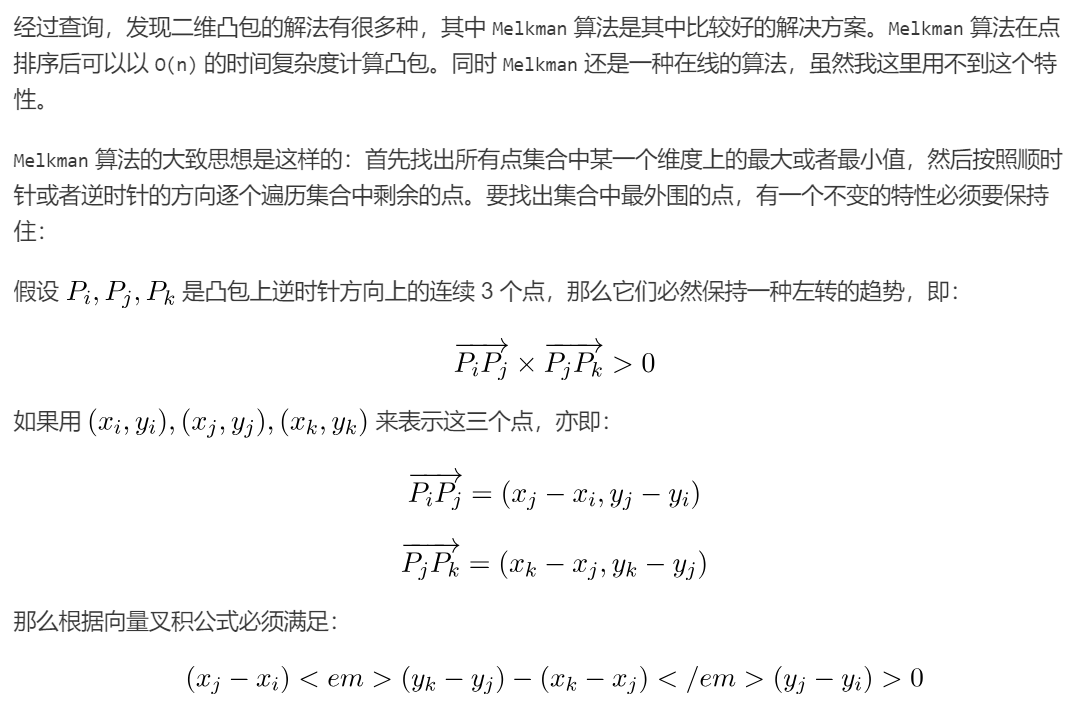 经过查询，发现二维凸包的解法有很多种，其中 Melkman 算法是其中比较好的解决方案。Melkman 算法在点
排序后可以以 O(n) 的时间复杂度计算凸包。同时 Melkman 还是一种在线的算法，虽然我这里用不到这个特
性。
Melkman 算法的大致思想是这样的：首先找出所有点集合中某一个维度上的最大或者最小值，然后按照顺时
针或者逆时针的方向逐个遍历集合中剩余的点。要找出集合中最外围的点，有一个不变的特性必须要保持
住：
假设 $P_i, P_j, P_k$ 是凸包上逆时针方向上的连续 3 个点，那么它们必然保持一种左转的趋势，即：
$\overrightarrow{P_iP_j} \times \overrightarrow{P_jP_k} > 0$
如果用 $(x_i, y_i), (x_j, y_j), (x_k, y_k)$ 来表示这三个点，亦即：
$\overrightarrow{P_iP_j} = (x_j - x_i, y_j - y_i)$
$\overrightarrow{P_jP_k} = (x_k - x_j, y_k - y_j)$
那么根据向量叉积公式必须满足：
$(x_j - x_i) < em > (y_k - y_j) - (x_k - x_j) < /em > (y_j - y_i) > 0$